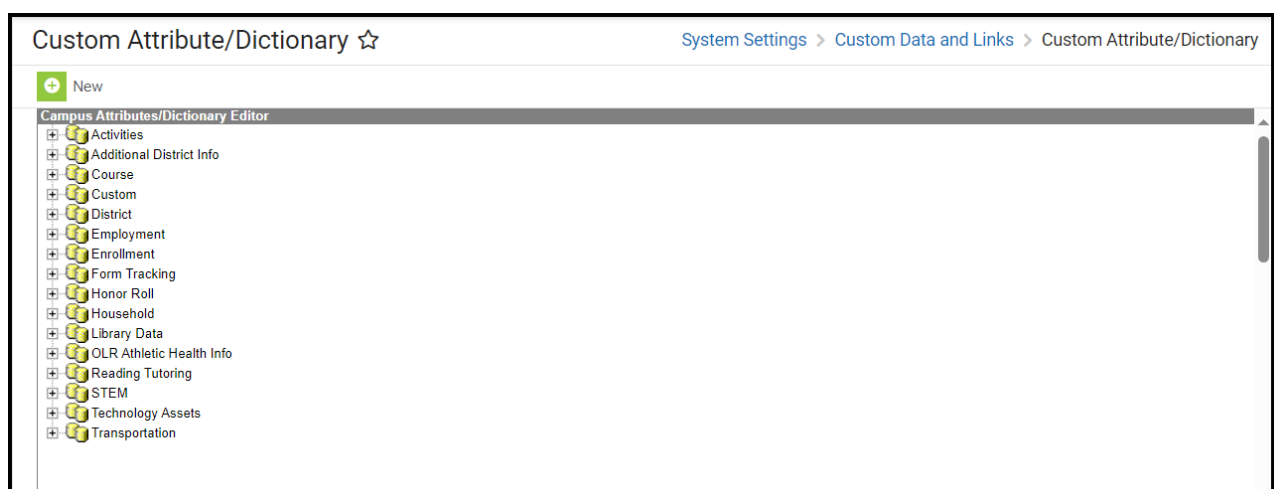 Custom Attribute/Dictionary
System Settings > Custom Data and Links > Custom Attribute/Dictionary
New
Campus Attributes/Dictionary Editor
Activities
Additional District Info
Course
Custom
District
Employment
Enrollment
Form Tracking
Honor Roll
Household
Library Data
OLR Athletic Health Info
Reading Tutoring
STEM
Technology Assets
Transportation